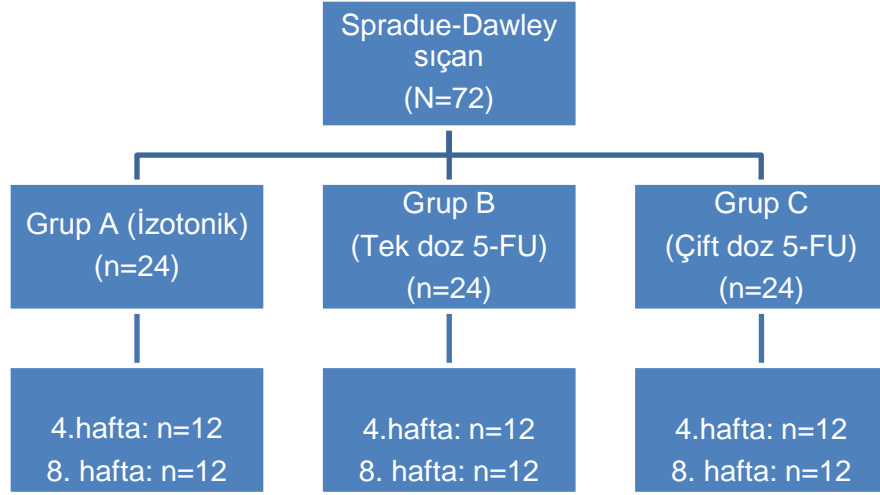 Spradue-Dawley
sıçan
(N=72)
Grup A (İzotonik)
(n=24)
Grup B
(Tek doz 5-FU)
(n=24)
Grup C
(Çift doz 5-FU)
(n=24)
4.hafta: n=12
8. hafta: n=12
4.hafta: n=12
8. hafta: n=12
4.hafta: n=12
8. hafta: n=12